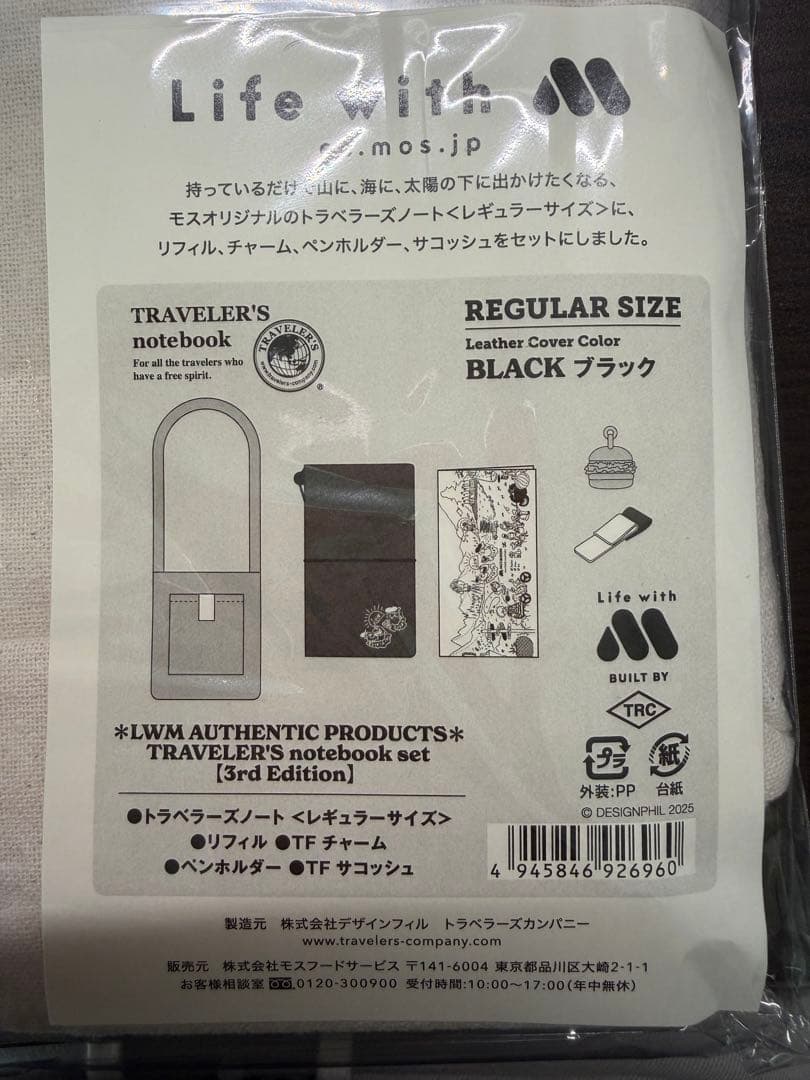 Life with
.mos.jp
持っているだけで山に、海に、太陽の下に出かけたくなる、
モスオリジナルのトラベラーズノート<レギュラーサイズ>に、
リフィル、チャーム、ペンホルダー、サコッシュをセットにしました。
TRAVELER'S
notebook
For all the travelers who
have a free spirit.
TRAVELER'S
www.travelers-company.com
®
REGULAR SIZE
Leather Cover Color
BLACK ブラック
Life with
BUILT BY
TRC
プラ
紙
外装:PP
台紙
© DESIGNPHIL 2025
*LWM AUTHENTIC PRODUCTS*
TRAVELER'S notebook set
【3rd Edition】
●トラベラーズノート <レギュラーサイズ>
●リフィル ●TF チャーム
●ペンホルダー ●TF サコッシュ
4 945846 926960
製造元 株式会社デザインフィル トラベラーズカンパニー
www.travelers-company.com
販売元 株式会社モスフードサービス 〒141-6004 東京都品川区大崎2-1-1
お客様相談室 0120-300900 受付時間:10:00~17:00(年中無休)